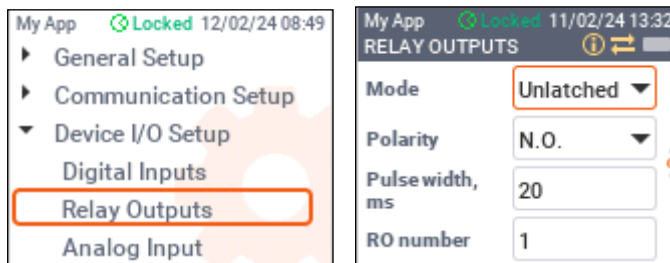 My App Locked 12/02/24 08:49
General Setup
Communication Setup
Device I/O Setup
Digital Inputs
Relay Outputs
Analog Input
My App Locked 11/02/24 13:32
RELAY OUTPUTS
Mode Unlatched
Polarity N.O.
Pulse width, ms 20
RO number 1